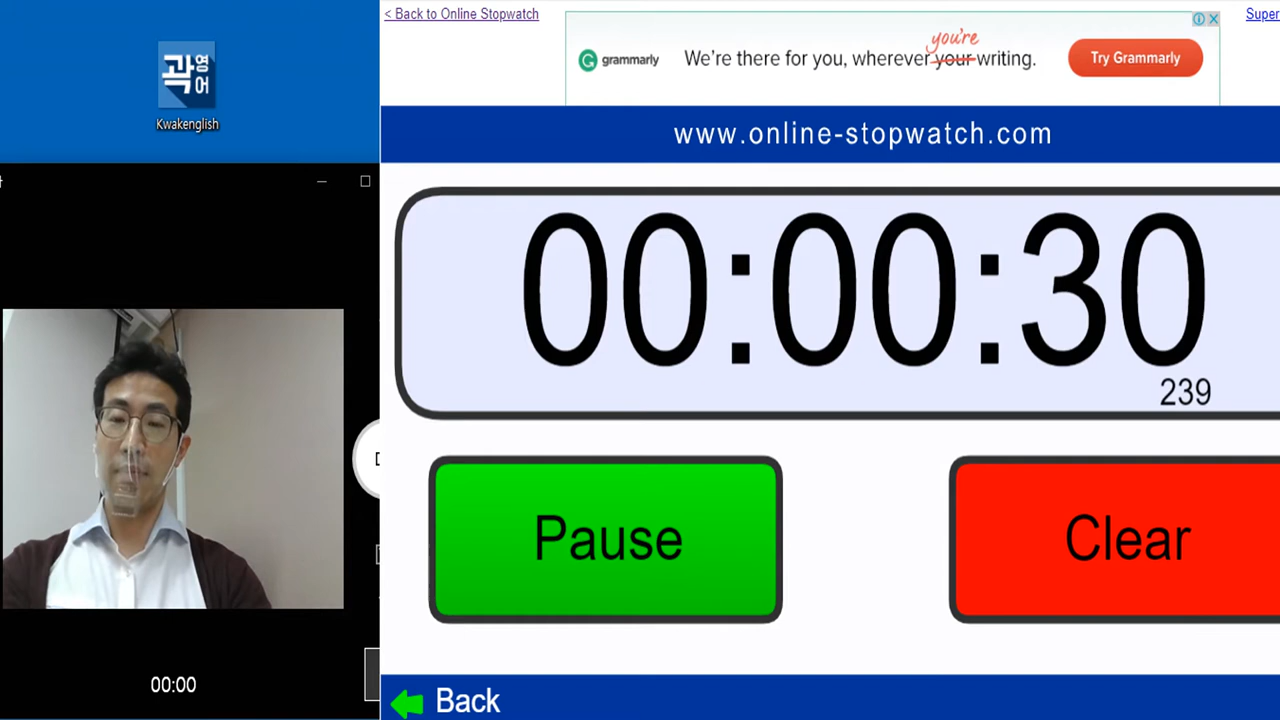 < Back to Online Stopwatch
Super
곽영어
Kwakenglish
grammarly
you're
We're there for you, wherever your writing.
Try Grammarly
www.online-stopwatch.com
00:00:30
239
Pause
Clear
00:00
Back